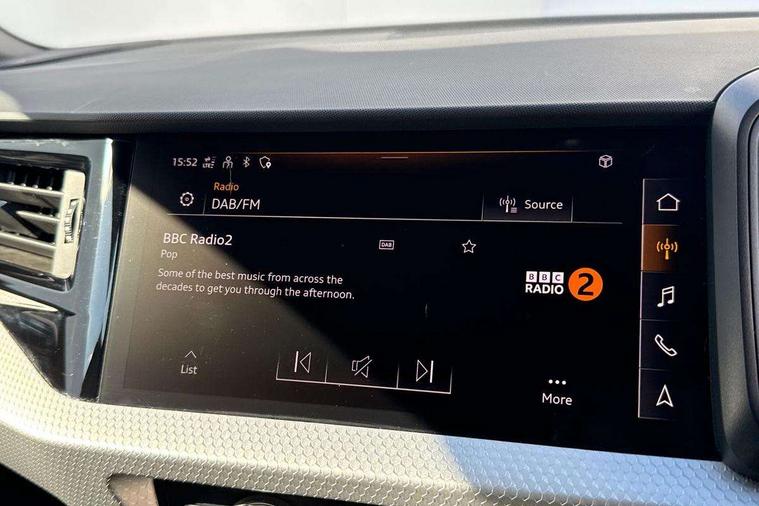 15:52 LTE
Radio
DAB/FM
Source
BBC Radio2
DAB
Pop
Some of the best music from across the
decades to get you through the afternoon.
BBC
RADIO 2
List
More